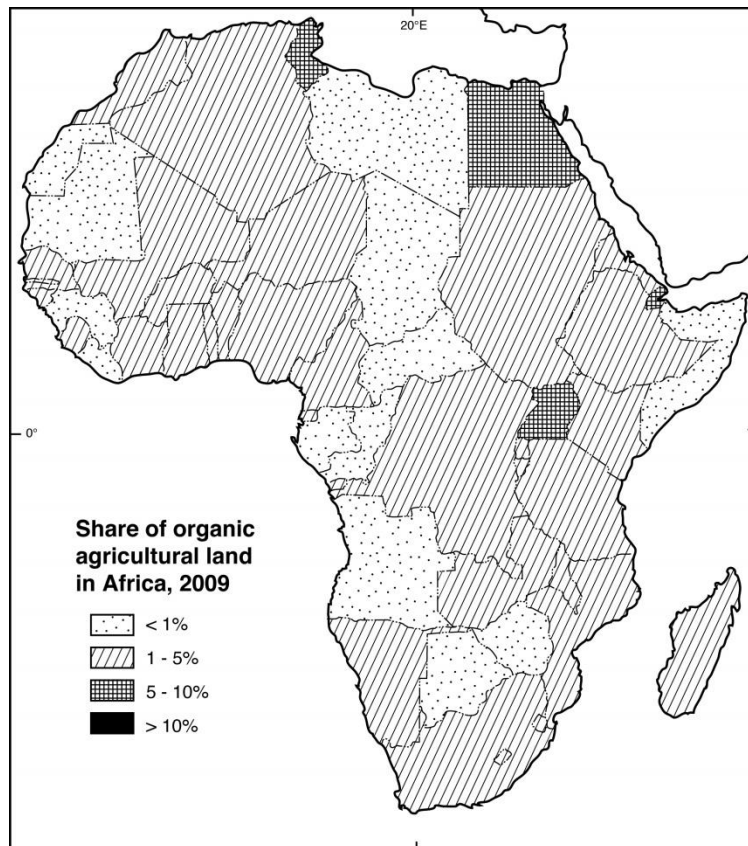 20°E
0°
Share of organic
agricultural land
in Africa, 2009
< 1%
1 - 5%
5 - 10%
> 10%